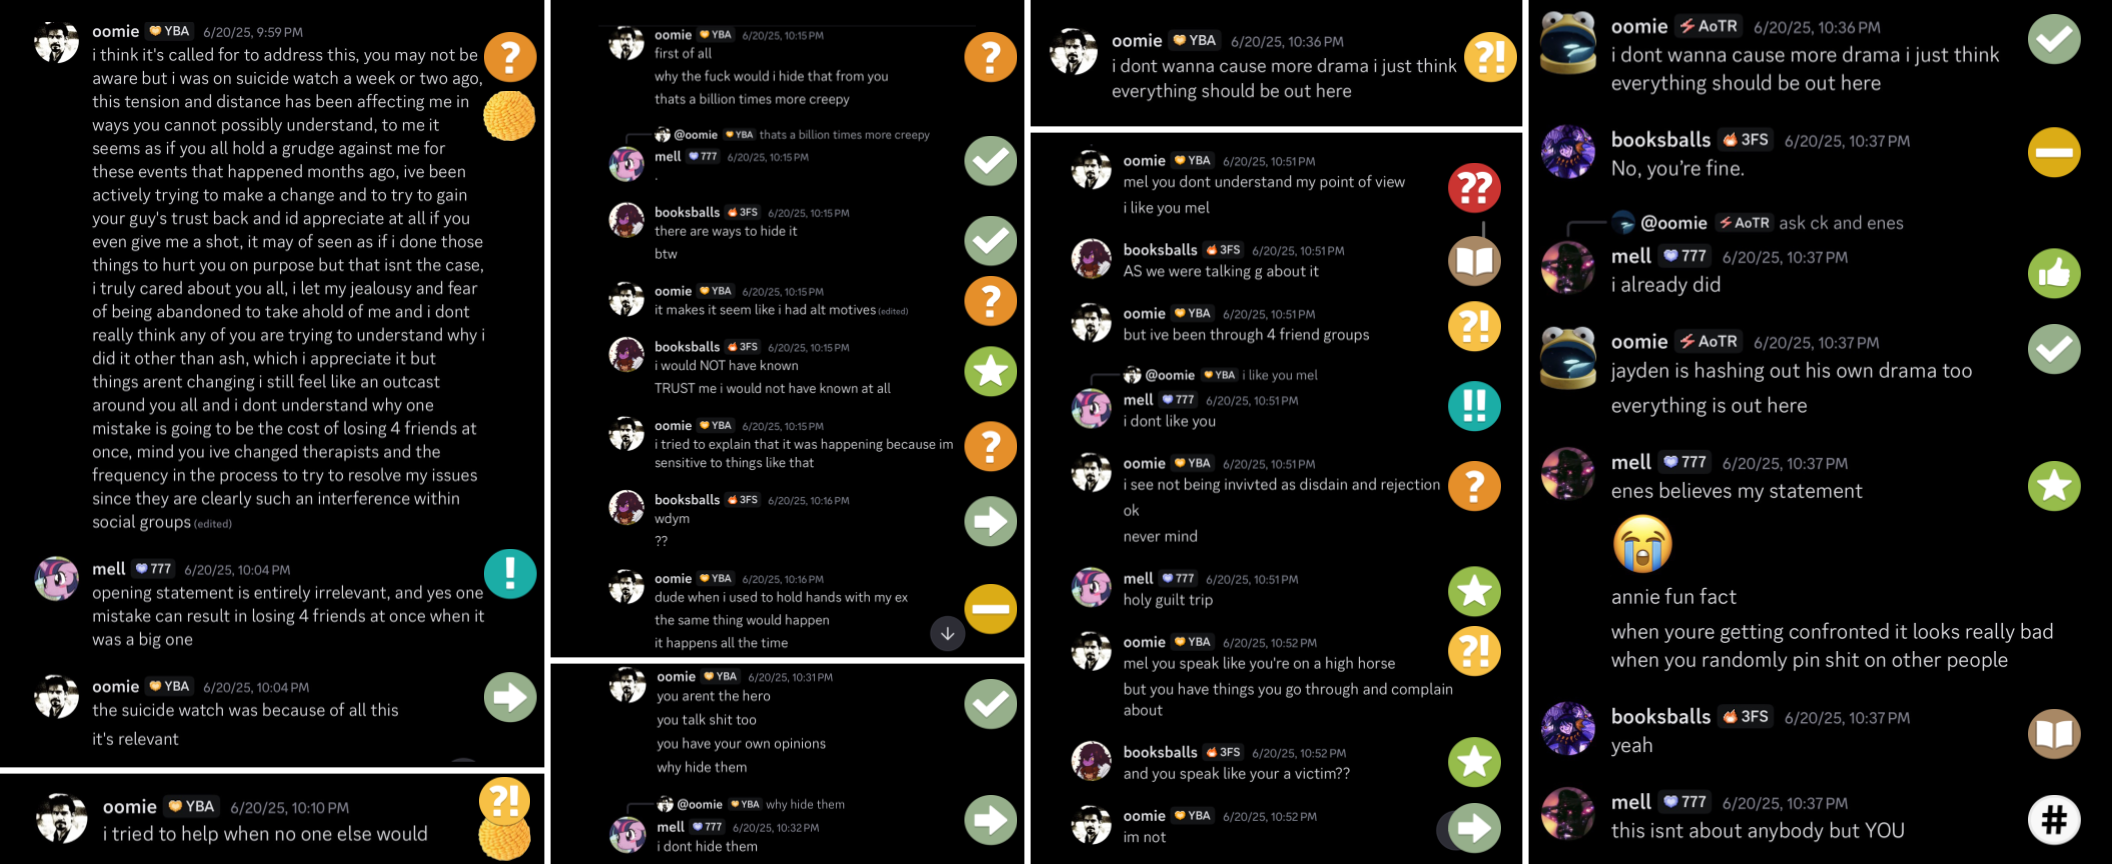 oomie YBA 6/20/25, 9:59 PM
i think it's called for to address this, you may not be
aware but i was on suicide watch a week or two ago,
this tension and distance has been affecting me in
ways you cannot possibly understand, to me it
seems as if you all hold a grudge against me for
these events that happened months ago, ive been
actively trying to make a change and to try to gain
your guy's trust back and id appreciate at all if you
even give me a shot, it may of seen as if i done those
things to hurt you on purpose but that isnt the case,
i truly cared about you all, i let my jealousy and fear
of being abandoned to take ahold of me and i dont
really think any of you are trying to understand why i
did it other than ash, which i appreciate it but
things arent changing i still feel like an outcast
around you all and i dont understand why one
mistake is going to be the cost of losing 4 friends at
once, mind you ive changed therapists and the
frequency in the process to try to resolve my issues
since they are clearly such an interference within
social groups (edited)
?
mell 777 6/20/25, 10:04 PM
opening statement is entirely irrelevant, and yes one
mistake can result in losing 4 friends at once when it
was a big one
!
oomie YBA 6/20/25, 10:04 PM
the suicide watch was because of all this
it's relevant
oomie YBA 6/20/25, 10:10 PM
i tried to help when no one else would
?!
oomie YBA 6/20/25, 10:15 PM
first of all
why the fuck would i hide that from you
thats a billion times more creepy
?
@oomie YBA thats a billion times more creepy
mell 777 6/20/25, 10:15 PM
.
booksballs 3FS 6/20/25, 10:15 PM
there are ways to hide it
btw
oomie YBA 6/20/25, 10:15 PM
it makes it seem like i had alt motives (edited)
?
booksballs 3FS 6/20/25, 10:15 PM
i would NOT have known
TRUST me i would not have known at all
oomie YBA 6/20/25, 10:15 PM
i tried to explain that it was happening because im
sensitive to things like that
?
booksballs 3FS 6/20/25, 10:16 PM
wdym
??
oomie YBA 6/20/25, 10:16 PM
dude when i used to hold hands with my ex
the same thing would happen
it happens all the time
oomie YBA 6/20/25, 10:31 PM
you arent the hero
you talk shit too
you have your own opinions
why hide them
@oomie YBA why hide them
mell 777 6/20/25, 10:32 PM
i dont hide them
oomie YBA 6/20/25, 10:36 PM
i dont wanna cause more drama i just think
everything should be out here
?!
oomie YBA 6/20/25, 10:51 PM
mel you dont understand my point of view
i like you mel
??
booksballs 3FS 6/20/25, 10:51 PM
AS we were talking g about it
oomie YBA 6/20/25, 10:51 PM
but ive been through 4 friend groups
?!
@oomie YBA i like you mel
mell 777 6/20/25, 10:51 PM
i dont like you
!!
oomie YBA 6/20/25, 10:51 PM
i see not being invivted as disdain and rejection
ok
never mind
?
mell 777 6/20/25, 10:51 PM
holy guilt trip
oomie YBA 6/20/25, 10:52 PM
mel you speak like you're on a high horse
but you have things you go through and complain
about
?!
booksballs 3FS 6/20/25, 10:52 PM
and you speak like your a victim??
oomie YBA 6/20/25, 10:52 PM
im not
oomie AoTR 6/20/25, 10:36 PM
i dont wanna cause more drama i just think
everything should be out here
booksballs 3FS 6/20/25, 10:37 PM
No, you're fine.
@oomie AoTR ask ck and enes
mell 777 6/20/25, 10:37 PM
i already did
oomie AoTR 6/20/25, 10:37 PM
jayden is hashing out his own drama too
everything is out here
mell 777 6/20/25, 10:37 PM
enes believes my statement
😭
annie fun fact
when youre getting confronted it looks really bad
when you randomly pin shit on other people
booksballs 3FS 6/20/25, 10:37 PM
yeah
mell 777 6/20/25, 10:37 PM
this isnt about anybody but YOU
#